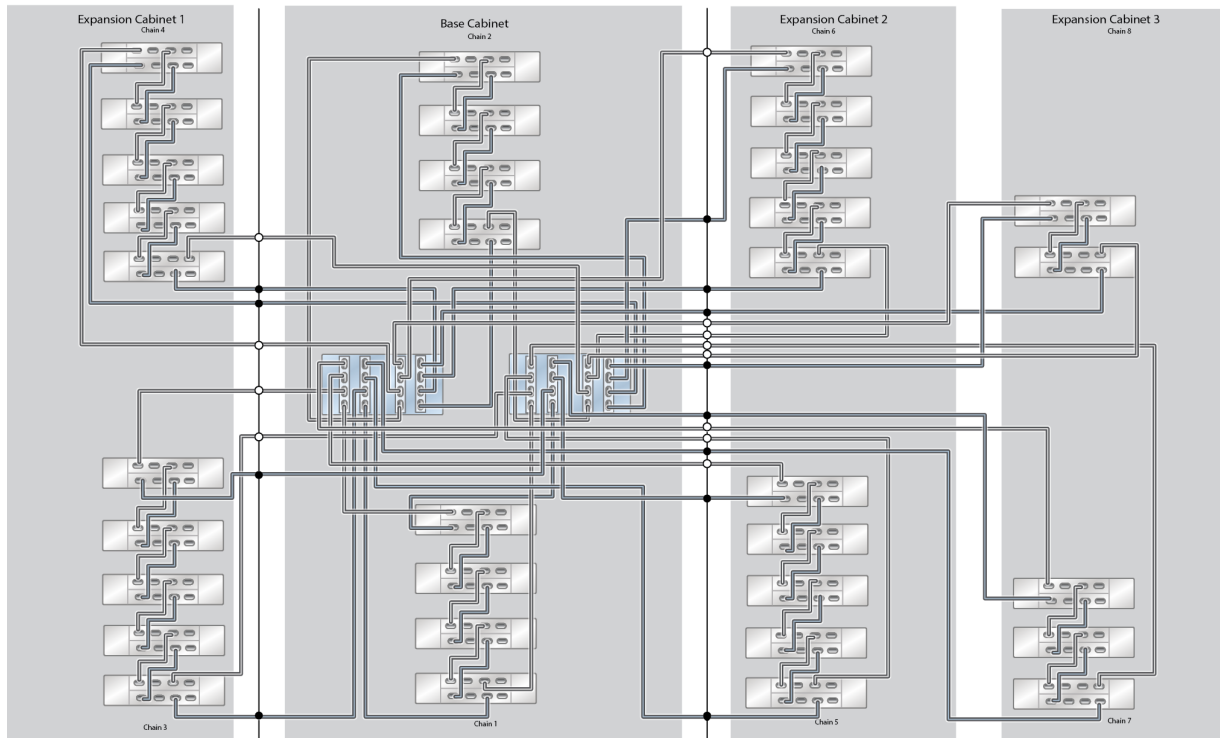 Expansion Cabinet 1
Chain 4
Base Cabinet
Chain 2
Expansion Cabinet 2
Chain 6
Expansion Cabinet 3
Chain 8
Chain 3
Chain 1
Chain 5
Chain 7